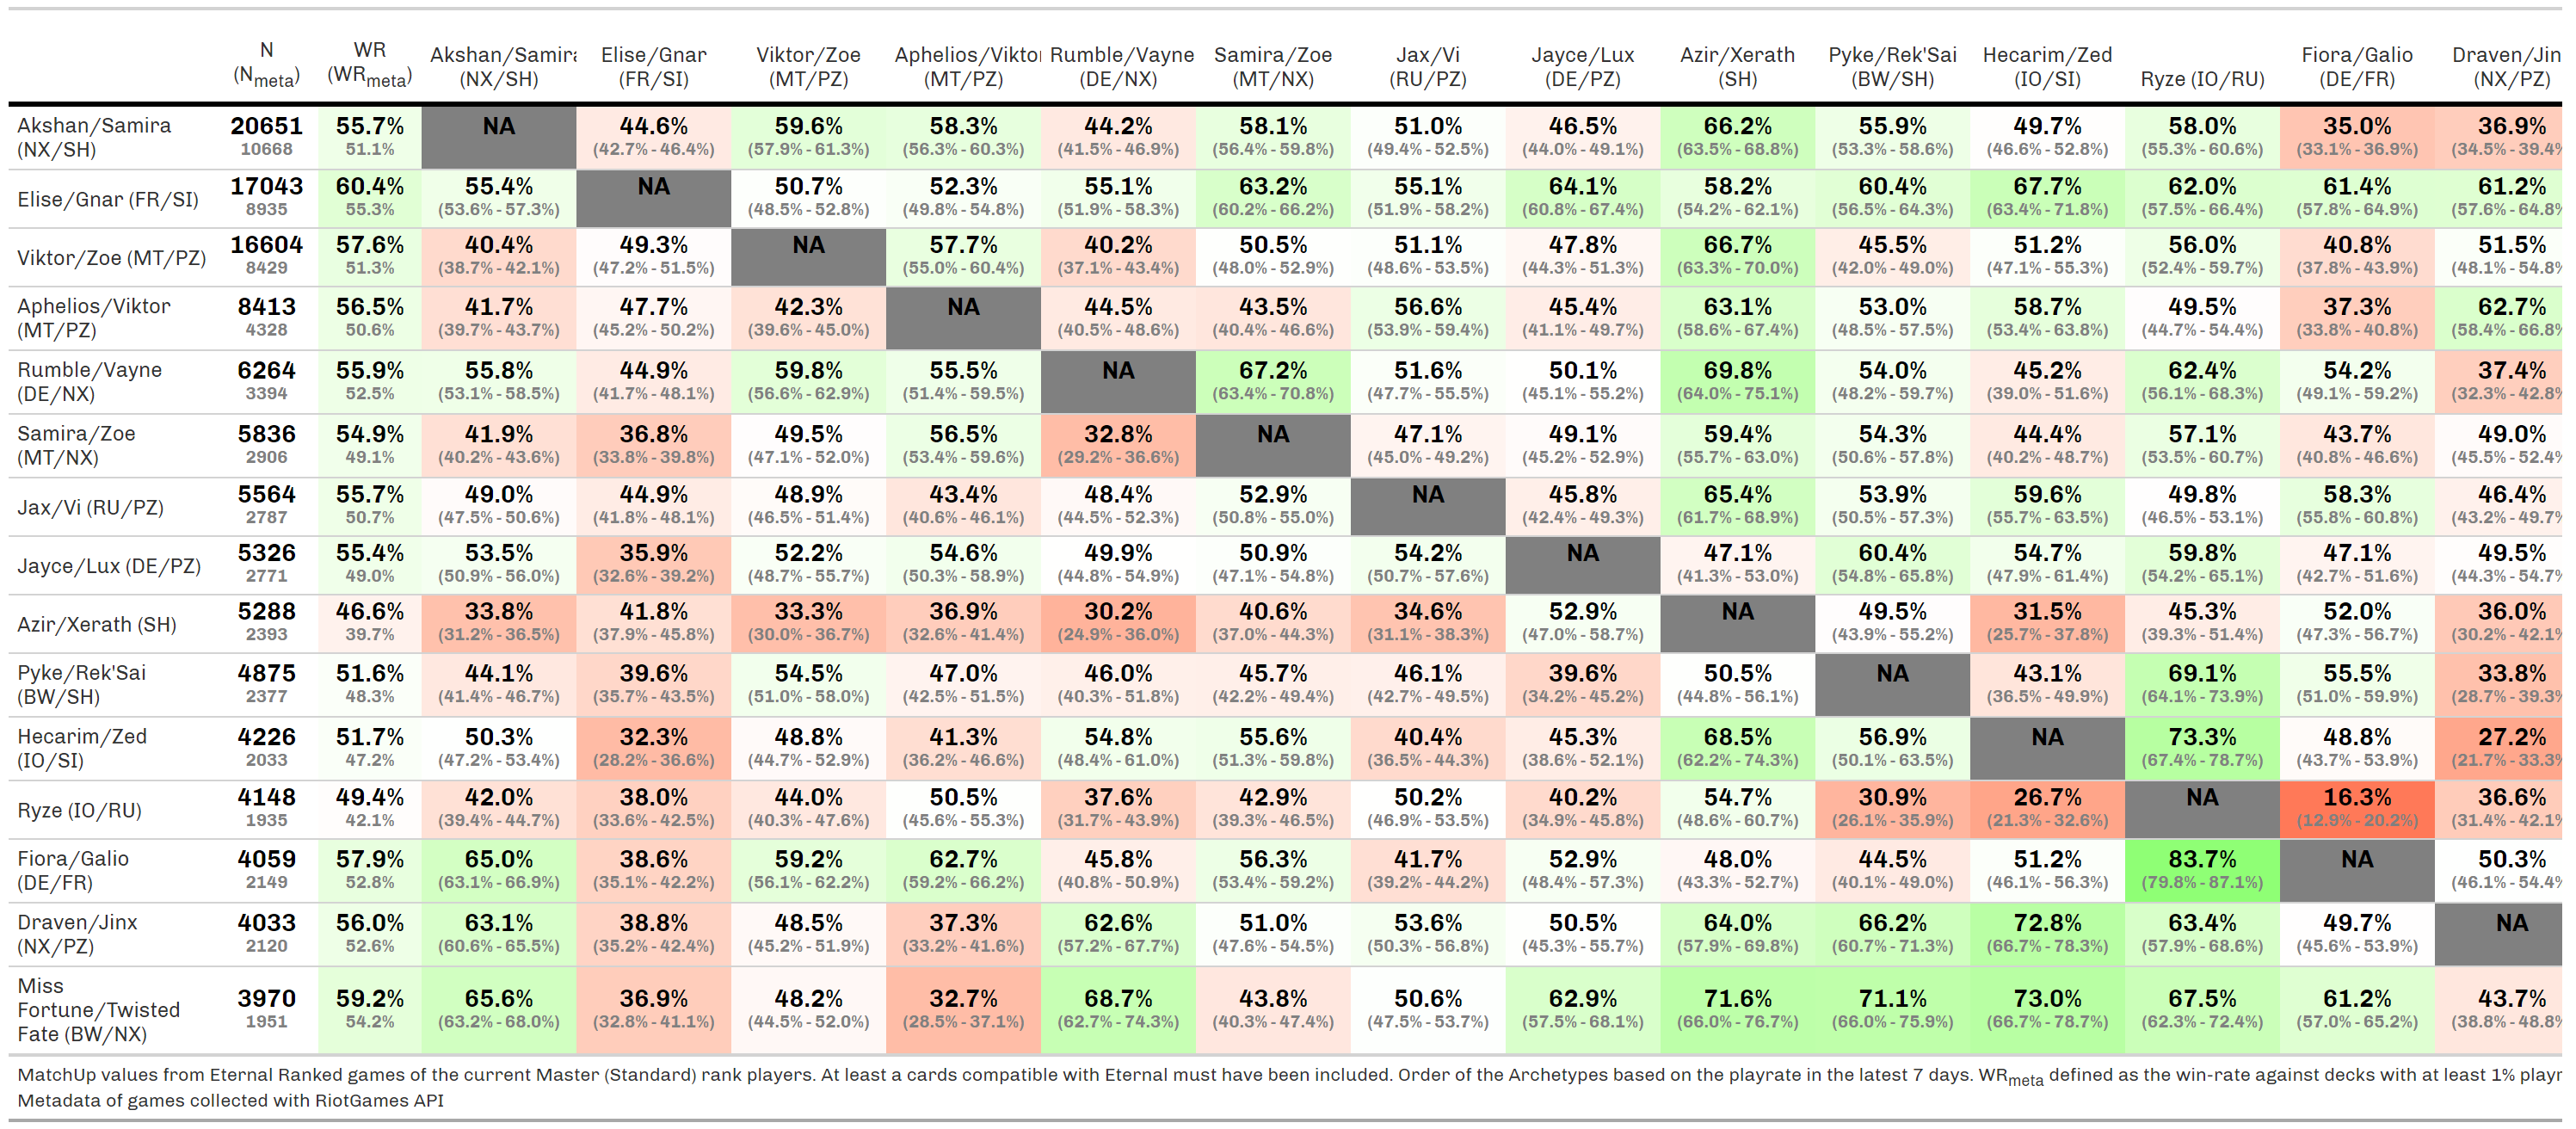 N WR Akshan/Samira Elise/Gnar Viktor/Zoe Aphelios/Viktor Rumble/Vayne Samira/Zoe Jax/Vi Jayce/Lux Azir/Xerath Pyke/Rek'Sai Hecarim/Zed Fiora/Galio Draven/Jin
(Nmeta) (WRmeta) (NX/SH) (FR/SI) (MT/PZ) (MT/PZ) (DE/NX) (MT/NX) (RU/PZ) (DE/PZ) (SH) (BW/SH) (IO/SI) Ryze (IO/RU) (DE/FR) (NX/PZ)
Akshan/Samira 20651 55.7% NA 44.6% 59.6% 58.3% 44.2% 58.1% 51.0% 46.5% 66.2% 55.9% 49.7% 58.0% 35.0% 36.9%
(NX/SH) 10668 51.1% (42.7% - 46.4%) (57.9% - 61.3%) (56.3% - 60.3%) (41.5% - 46.9%) (56.4% - 59.8%) (49.4% - 52.5%) (44.0% - 49.1%) (63.5% - 68.8%) (53.3% - 58.6%) (46.6% - 52.8%) (55.3% - 60.6%) (33.1% - 36.9%) (34.5% - 39.4%
Elise/Gnar (FR/SI) 17043 60.4% 55.4% NA 50.7% 52.3% 55.1% 63.2% 55.1% 64.1% 58.2% 60.4% 67.7% 62.0% 61.4% 61.2%
8935 55.3% (53.6% - 57.3%) (48.5% - 52.8%) (49.8% - 54.8%) (51.9% - 58.3%) (60.2% - 66.2%) (51.9% - 58.2%) (60.8% - 67.4%) (54.2% - 62.1%) (56.5% - 64.3%) (63.4% - 71.8%) (57.5% - 66.4%) (57.8% - 64.9%) (57.6% - 64.8%
Viktor/Zoe (MT/PZ) 16604 57.6% 40.4% 49.3% NA 57.7% 40.2% 50.5% 51.1% 47.8% 66.7% 45.5% 51.2% 56.0% 40.8% 51.5%
8429 51.3% (38.7% - 42.1%) (47.2% - 51.5%) (55.0% - 60.4%) (37.1% - 43.4%) (48.0% - 52.9%) (48.6% - 53.5%) (44.3% - 51.3%) (63.3% - 70.0%) (42.0% - 49.0%) (47.1% - 55.3%) (52.4% - 59.7%) (37.8% - 43.9%) (48.1% - 54.8%
Aphelios/Viktor 8413 56.5% 41.7% 47.7% 42.3% NA 44.5% 43.5% 56.6% 45.4% 63.1% 53.0% 58.7% 49.5% 37.3% 62.7%
(MT/PZ) 4328 50.6% (39.7% - 43.7%) (45.2% - 50.2%) (39.6% - 45.0%) (40.5% - 48.6%) (40.4% - 46.6%) (53.9% - 59.4%) (41.1% - 49.7%) (58.6% - 67.4%) (48.5% - 57.5%) (53.4% - 63.8%) (44.7% - 54.4%) (33.8% - 40.8%) (58.4% - 66.8%
Rumble/Vayne 6264 55.9% 55.8% 44.9% 59.8% 55.5% NA 67.2% 51.6% 50.1% 69.8% 54.0% 45.2% 62.4% 54.2% 37.4%
(DE/NX) 3394 52.5% (53.1% - 58.5%) (41.7% - 48.1%) (56.6% - 62.9%) (51.4% - 59.5%) (63.4% - 70.8%) (47.7% - 55.5%) (45.1% - 55.2%) (64.0% - 75.1%) (48.2% - 59.7%) (39.0% - 51.6%) (56.1% - 68.3%) (49.1% - 59.2%) (32.3% - 42.8%
Samira/Zoe 5836 54.9% 41.9% 36.8% 49.5% 56.5% 32.8% NA 47.1% 49.1% 59.4% 54.3% 44.4% 57.1% 43.7% 49.0%
(MT/NX) 2906 49.1% (40.2% - 43.6%) (33.8% - 39.8%) (47.1% - 52.0%) (53.4% - 59.6%) (29.2% - 36.6%) (45.0% - 49.2%) (45.2% - 52.9%) (55.7% - 63.0%) (50.6% - 57.8%) (40.2% - 48.7%) (53.5% - 60.7%) (40.8% - 46.6%) (45.5% - 52.4%
Jax/Vi (RU/PZ) 5564 55.7% 49.0% 44.9% 48.9% 43.4% 48.4% 52.9% NA 45.8% 65.4% 53.9% 59.6% 49.8% 58.3% 46.4%
2787 50.7% (47.5% - 50.6%) (41.8% - 48.1%) (46.5% - 51.4%) (40.6% - 46.1%) (44.5% - 52.3%) (50.8% - 55.0%) (42.4% - 49.3%) (61.7% - 68.9%) (50.5% - 57.3%) (55.7% - 63.5%) (46.5% - 53.1%) (55.8% - 60.8%) (43.2% - 49.7%
Jayce/Lux (DE/PZ) 5326 55.4% 53.5% 35.9% 52.2% 54.6% 49.9% 50.9% 54.2% NA 47.1% 60.4% 54.7% 59.8% 47.1% 49.5%
2771 49.0% (50.9% - 56.0%) (32.6% - 39.2%) (48.7% - 55.7%) (50.3% - 58.9%) (44.8% - 54.9%) (47.1% - 54.8%) (50.7% - 57.6%) (41.3% - 53.0%) (54.8% - 65.8%) (47.9% - 61.4%) (54.2% - 65.1%) (42.7% - 51.6%) (44.3% - 54.7%
Azir/Xerath (SH) 5288 46.6% 33.8% 41.8% 33.3% 36.9% 30.2% 40.6% 34.6% 52.9% NA 49.5% 31.5% 45.3% 52.0% 36.0%
2393 39.7% (31.2% - 36.5%) (37.9% - 45.8%) (30.0% - 36.7%) (32.6% - 41.4%) (24.9% - 36.0%) (37.0% - 44.3%) (31.1% - 38.3%) (47.0% - 58.7%) (43.9% - 55.2%) (25.7% - 37.8%) (39.3% - 51.4%) (47.3% - 56.7%) (30.2% - 42.1%
Pyke/Rek'Sai 4875 51.6% 44.1% 39.6% 54.5% 47.0% 46.0% 45.7% 46.1% 39.6% 50.5% NA 43.1% 69.1% 55.5% 33.8%
(BW/SH) 2377 48.3% (41.4% - 46.7%) (35.7% - 43.5%) (51.0% - 58.0%) (42.5% - 51.5%) (40.3% - 51.8%) (42.2% - 49.4%) (42.7% - 49.5%) (34.2% - 45.2%) (44.8% - 56.1%) (36.5% - 49.9%) (64.1% - 73.9%) (51.0% - 59.9%) (28.7% - 39.3%
Hecarim/Zed 4226 51.7% 50.3% 32.3% 48.8% 41.3% 54.8% 55.6% 40.4% 45.3% 68.5% 56.9% NA 73.3% 48.8% 27.2%
(IO/SI) 2033 47.2% (47.2% - 53.4%) (28.2% - 36.6%) (44.7% - 52.9%) (36.2% - 46.6%) (48.4% - 61.0%) (51.3% - 59.8%) (36.5% - 44.3%) (38.6% - 52.1%) (62.2% - 74.3%) (50.1% - 63.5%) (67.4% - 78.7%) (43.7% - 53.9%) (21.7% - 33.3%
Ryze (IO/RU) 4148 49.4% 42.0% 38.0% 44.0% 50.5% 37.6% 42.9% 50.2% 40.2% 54.7% 30.9% 26.7% NA 16.3% 36.6%
1935 42.1% (39.4% - 44.7%) (33.6% - 42.5%) (40.3% - 47.6%) (45.6% - 55.3%) (31.7% - 43.9%) (39.3% - 46.5%) (46.9% - 53.5%) (34.9% - 45.8%) (48.6% - 60.7%) (26.1% - 35.9%) (21.3% - 32.6%) (12.9% - 20.2%) (31.4% - 42.1%
Fiora/Galio 4059 57.9% 65.0% 38.6% 59.2% 62.7% 45.8% 56.3% 41.7% 52.9% 48.0% 44.5% 51.2% 83.7% NA 50.3%
(DE/FR) 2149 52.8% (63.1% - 66.9%) (35.1% - 42.2%) (56.1% - 62.2%) (59.2% - 66.2%) (40.8% - 50.9%) (53.4% - 59.2%) (39.2% - 44.2%) (48.4% - 57.3%) (43.3% - 52.7%) (40.1% - 49.0%) (46.1% - 56.3%) (79.8% - 87.1%) (46.1% - 54.4%
Draven/Jinx 4033 56.0% 63.1% 38.8% 48.5% 37.3% 62.6% 51.0% 53.6% 50.5% 64.0% 66.2% 72.8% 63.4% 49.7% NA
(NX/PZ) 2120 52.6% (60.6% - 65.5%) (35.2% - 42.4%) (45.2% - 51.9%) (33.2% - 41.6%) (57.2% - 67.7%) (47.6% - 54.5%) (50.3% - 56.8%) (45.3% - 55.7%) (57.9% - 69.8%) (60.7% - 71.3%) (66.7% - 78.3%) (57.9% - 68.6%) (45.6% - 53.9%)
Miss
Fortune/Twisted 3970 59.2% 65.6% 36.9% 48.2% 32.7% 68.7% 43.8% 50.6% 62.9% 71.6% 71.1% 73.0% 67.5% 61.2% 43.7%
Fate (BW/NX) 1951 54.2% (63.2% - 68.0%) (32.8% - 41.1%) (44.5% - 52.0%) (28.5% - 37.1%) (62.7% - 74.3%) (40.3% - 47.4%) (47.5% - 53.7%) (57.5% - 68.1%) (66.0% - 76.7%) (66.0% - 75.9%) (66.7% - 78.7%) (62.3% - 72.4%) (57.0% - 65.2%) (38.8% - 48.8%
MatchUp values from Eternal Ranked games of the current Master (Standard) rank players. At least a cards compatible with Eternal must have been included. Order of the Archetypes based on the playrate in the latest 7 days. WRmeta defined as the win-rate against decks with at least 1% playr
Metadata of games collected with RiotGames API